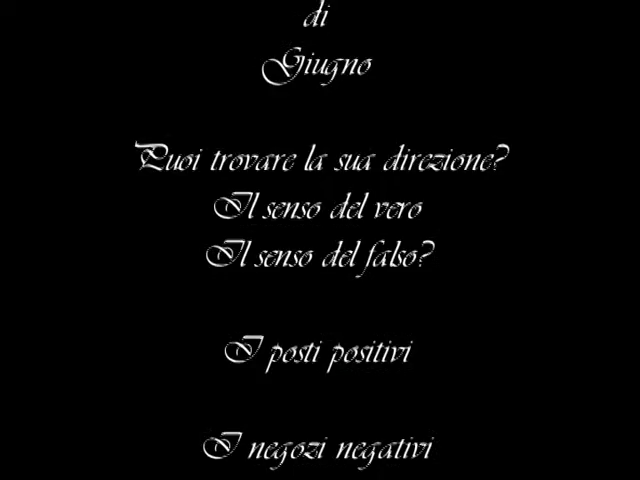 di
Giugno
Puoi trovare la sua direzione?
Il senso del vero
Il senso del falso?
I posti positivi
I negozi negativi